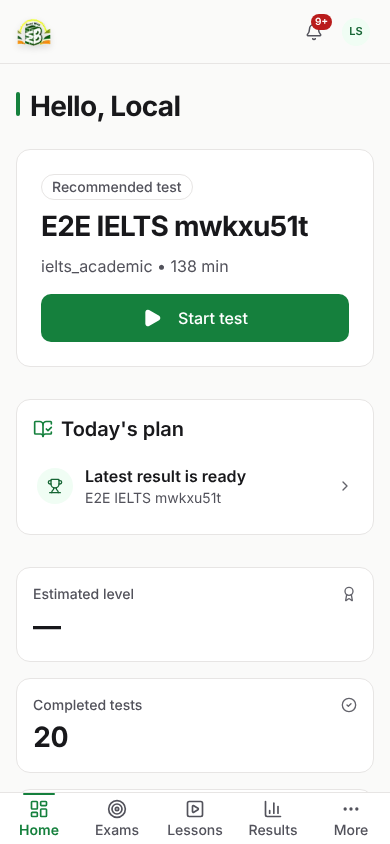 9+
LS
Hello, Local
Recommended test
E2E IELTS mwkxu51t
ielts_academic • 138 min
Start test
Today's plan
Latest result is ready
E2E IELTS mwkxu51t
Estimated level
—
Completed tests
20
Home
Exams
Lessons
Results
More